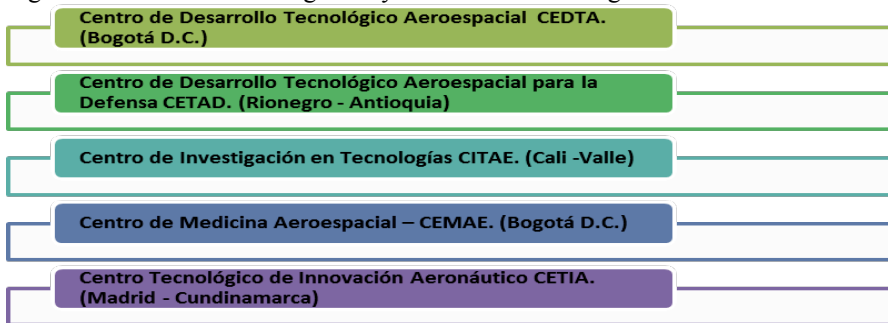 Centro de Desarrollo Tecnológico Aeroespacial CEDTA.
(Bogotá D.C.)
Centro de Desarrollo Tecnológico Aeroespacial para la
Defensa CETAD. (Rionegro - Antioquia)
Centro de Investigación en Tecnologías CITAE. (Cali -Valle)
Centro de Medicina Aeroespacial – CEMAE. (Bogotá D.C.)
Centro Tecnológico de Innovación Aeronáutico CETIA.
(Madrid - Cundinamarca)